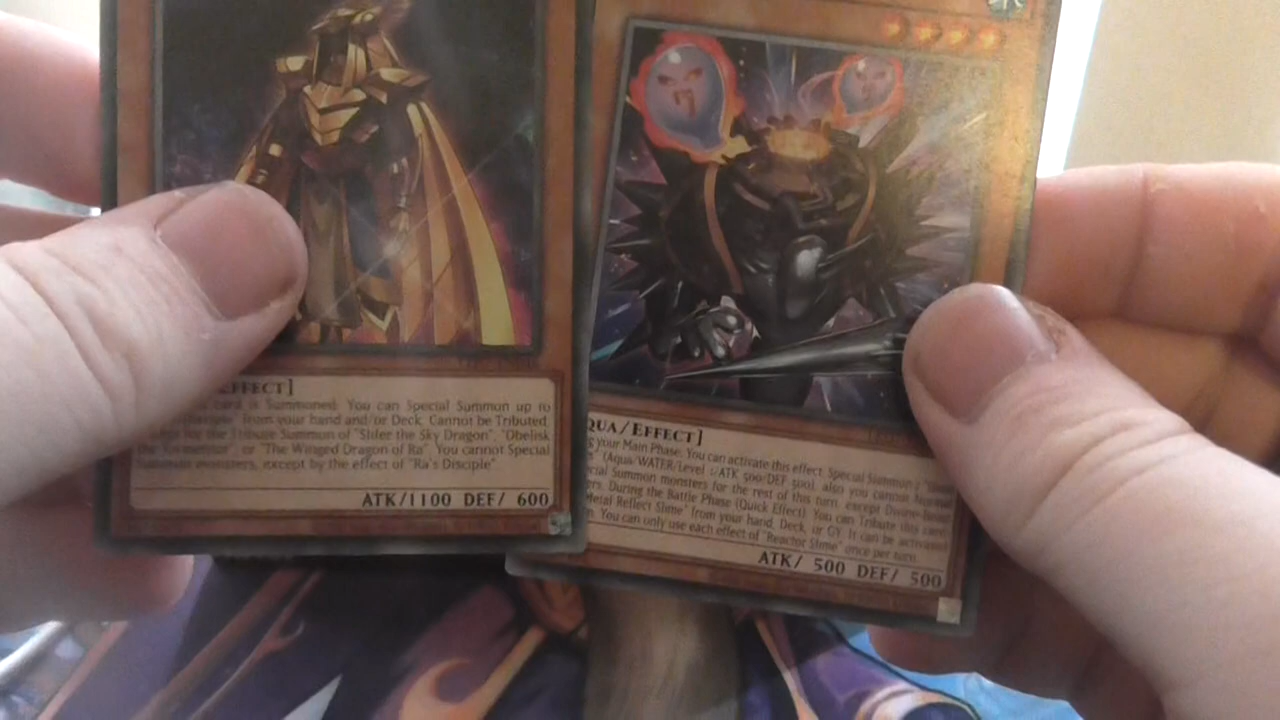 EFFECT]
card is Summoned: You can Special Summon up to
from your hand and/or Deck. Cannot be Tributed,
for the Tribute Summon of "Slifer the Sky Dragon", "Obelisk
the Tormentor", or "The Winged Dragon of Ra". You cannot Special
Summon monsters, except by the effect of "Ra's Disciple".
ATK/1100 DEF/ 600
QUA/EFFECT]
your Main Phase: You can activate this effect; Special Summon 2
(Aqua/WATER/Level 1/ATK 500/DEF 500), also you cannot Normal
cial Summon monsters for the rest of this turn, except Divine-Beast
ers. During the Battle Phase (Quick Effect): You can Tribute this card;
Metal Reflect Slime" from your hand, Deck, or GY. It can be activated
n. You can only use each effect of "Reactor Slime" once per turn.
ATK/ 500 DEF/ 500